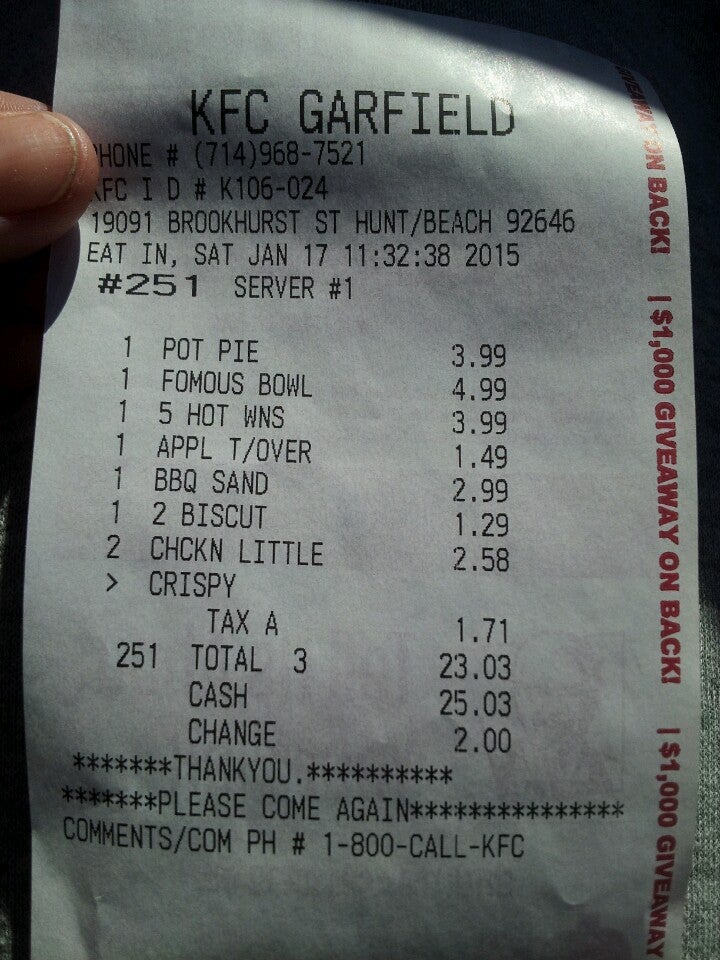 KFC GARFIELD
PHONE # (714)968-7521
KFC I D # K106-024
19091 BROOKHURST ST HUNT/BEACH 92646
EAT IN, SAT JAN 17 11:32:38 2015
#251 SERVER #1
1 POT PIE 3.99
1 FOMOUS BOWL 4.99
1 5 HOT WNS 3.99
1 APPL T/OVER 1.49
1 BBQ SAND 2.99
1 2 BISCUT 1.29
2 CHCKN LITTLE 2.58
> CRISPY
TAX A 1.71
251 TOTAL 3 23.03
CASH 25.03
CHANGE 2.00
*******THANKYOU.**********
*******PLEASE COME AGAIN***************
COMMENTS/COM PH # 1-800-CALL-KFC
GIVEAWAY ON BACK! | $1,000 GIVEAWAY ON BACK! | $1,000 GIVEAWAY